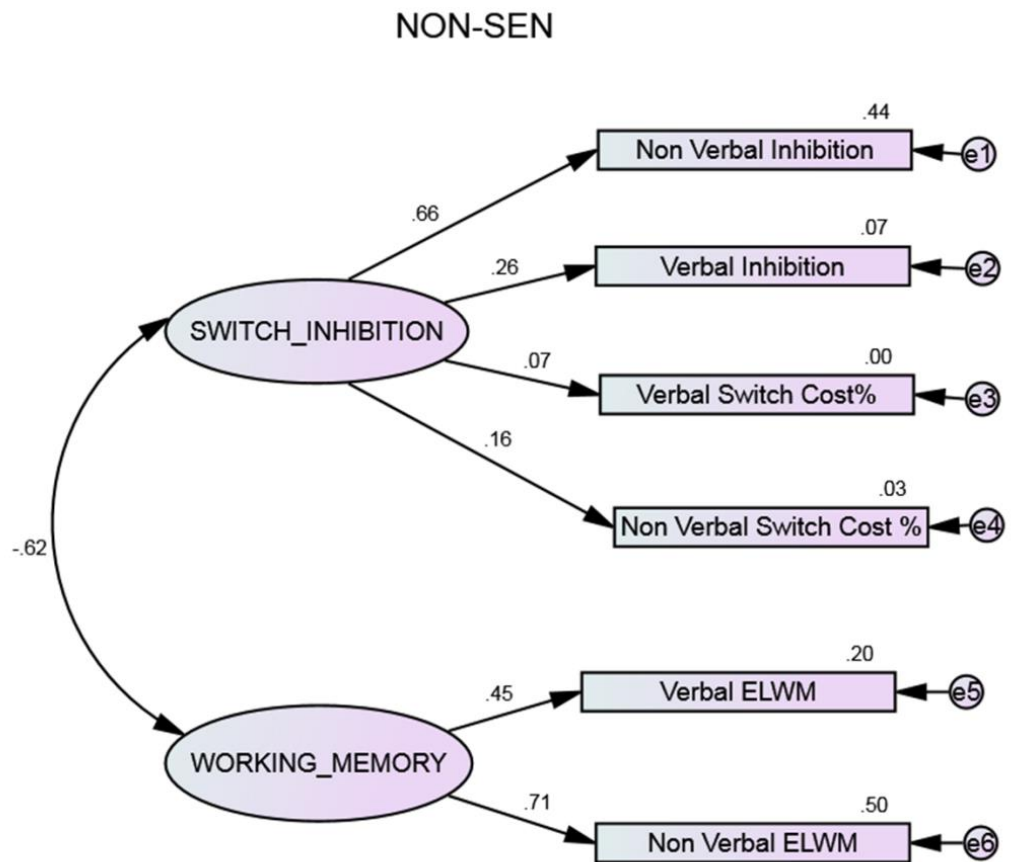 NON-SEN
.44
Non Verbal Inhibition
e1
.66
.07
Verbal Inhibition
e2
.26
SWITCH_INHIBITION
.00
Verbal Switch Cost%
e3
.07
.16
.03
Non Verbal Switch Cost %
e4
-.62
.20
Verbal ELWM
e5
.45
WORKING_MEMORY
.71
.50
Non Verbal ELWM
e6